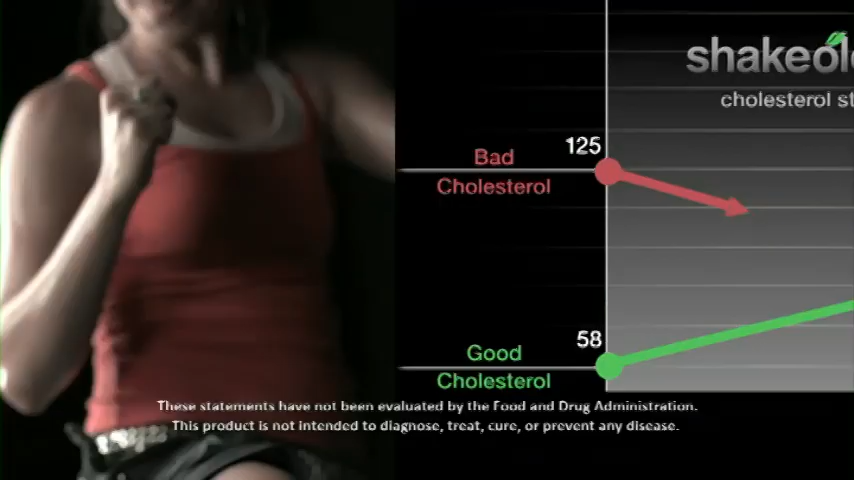 shakeolo
cholesterol st
125
Bad
Cholesterol
58
Good
Cholesterol
These statements have not been evaluated by the Food and Drug Administration.
This product is not intended to diagnose, treat, cure, or prevent any disease.